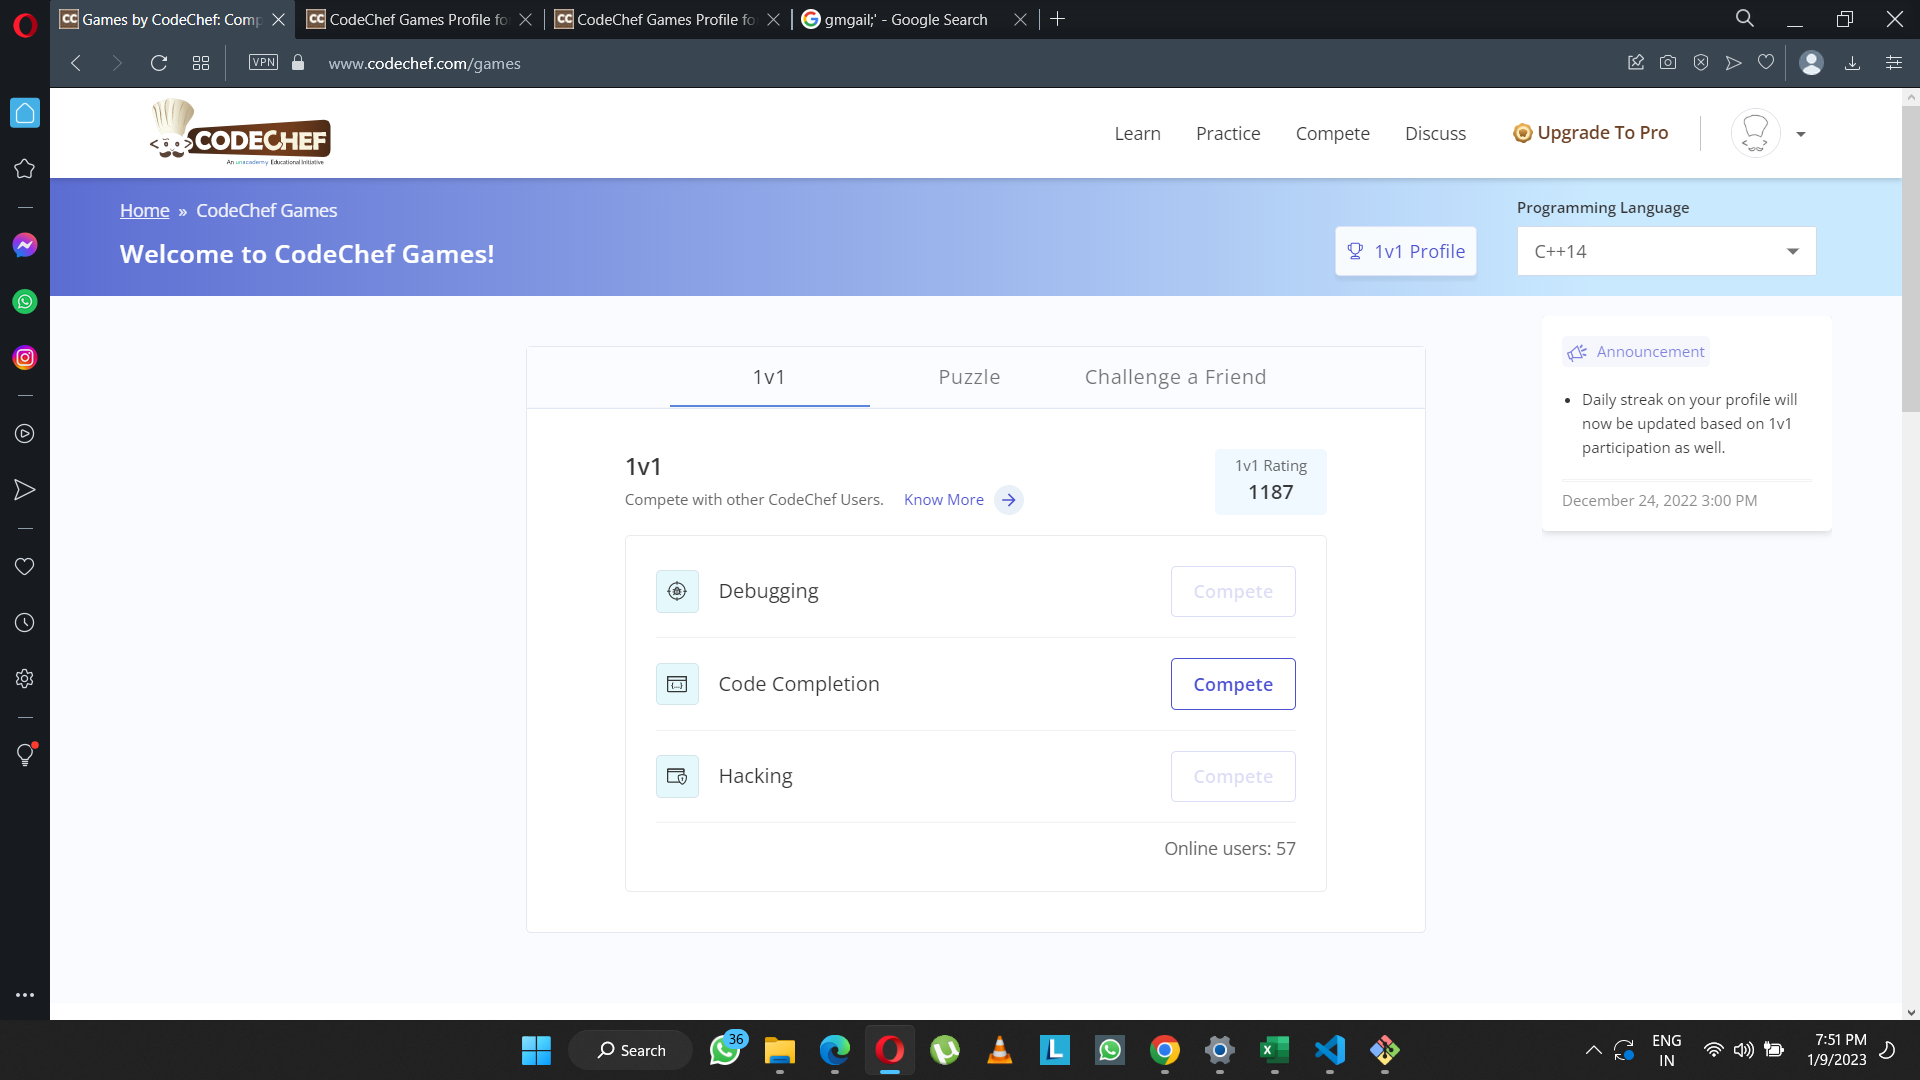 Games by CodeChef: Comp
CodeChef Games Profile fo
CodeChef Games Profile fo
gmgail;' - Google Search
VPN
www.codechef.com/games
CODECHEF
An unacademy Educational Initiative
Learn
Practice
Compete
Discuss
Upgrade To Pro
Home » CodeChef Games
Welcome to CodeChef Games!
1v1 Profile
Programming Language
C++14
1v1
Puzzle
Challenge a Friend
1v1
Compete with other CodeChef Users.
Know More
1v1 Rating
1187
Debugging
Compete
Code Completion
Compete
Hacking
Compete
Online users: 57
Announcement
• Daily streak on your profile will
now be updated based on 1v1
participation as well.
December 24, 2022 3:00 PM
Search
36
ENG
IN
7:51 PM
1/9/2023